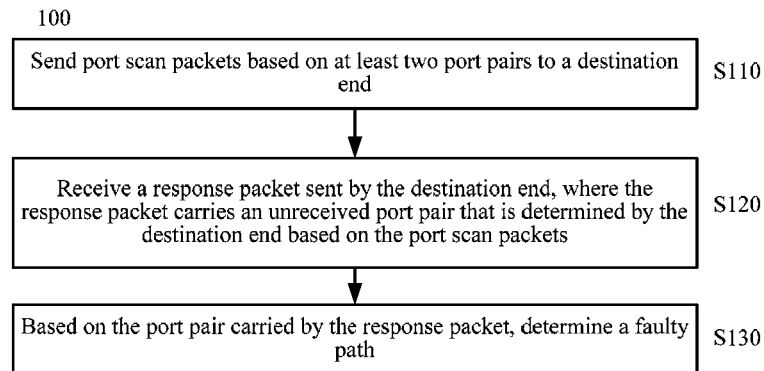 100
Send port scan packets based on at least two port pairs to a destination
end
S110
Receive a response packet sent by the destination end, where the
response packet carries an unreceived port pair that is determined by the
destination end based on the port scan packets
S120
Based on the port pair carried by the response packet, determine a faulty
path
S130